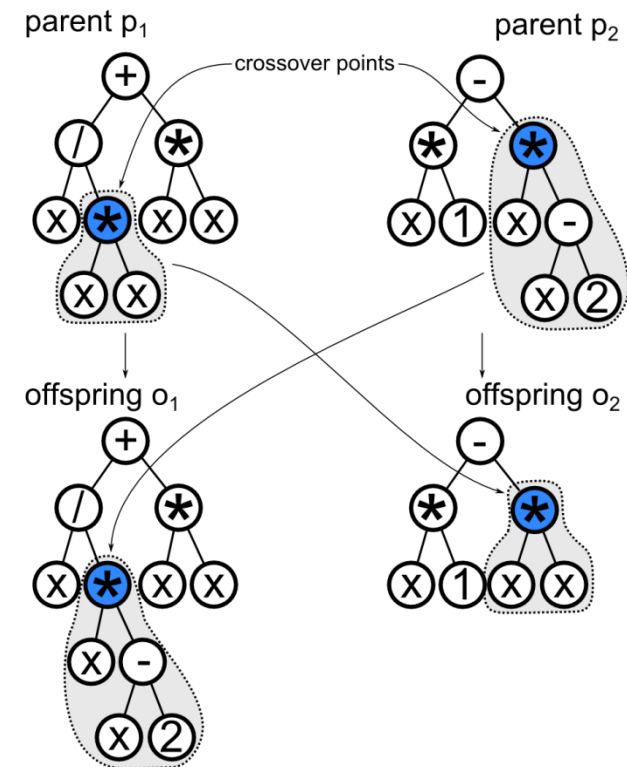 parent p1 parent p2
crossover points
+ -
/ * * *
x * x x x 1 x -
x x x 2
offspring o1 offspring o2
+ -
/ * * *
x * x x x 1 x x
x -
x 2